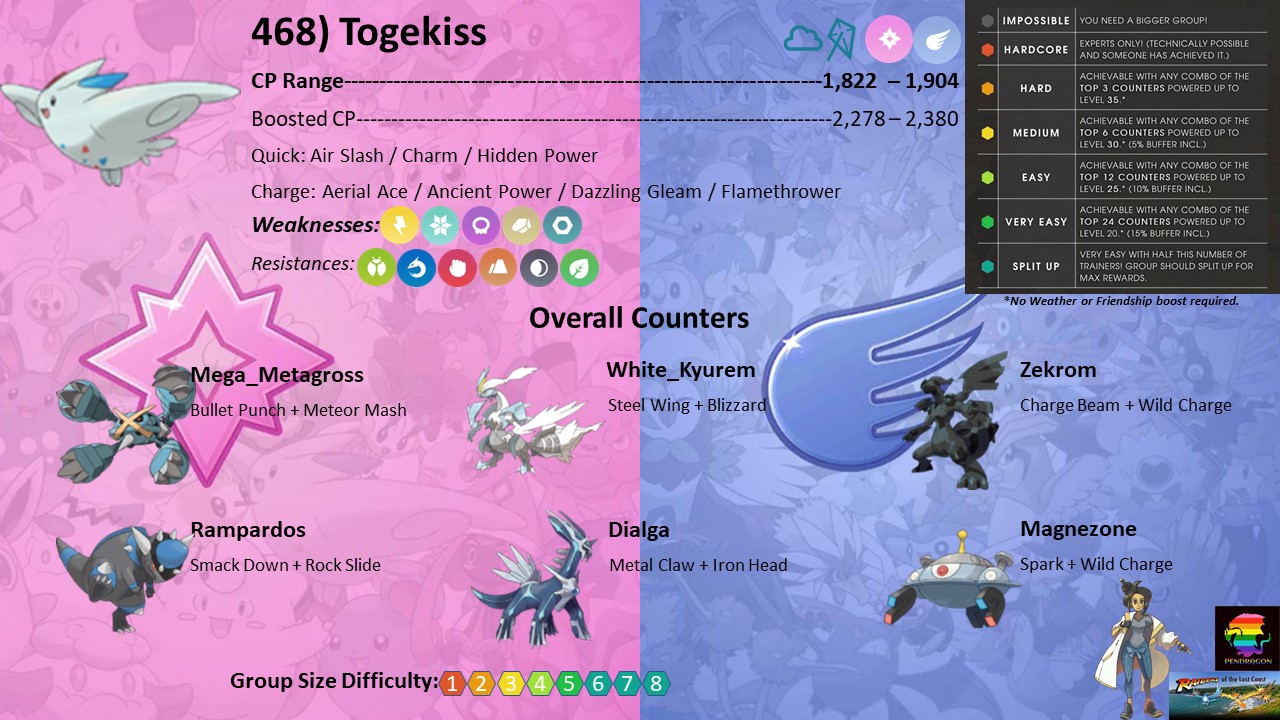 468) Togekiss
CP Range--------------------------------------------------------------------1,822 – 1,904
Boosted CP--------------------------------------------------------------------2,278 – 2,380
Quick: Air Slash / Charm / Hidden Power
Charge: Aerial Ace / Ancient Power / Dazzling Gleam / Flamethrower
Weaknesses:
Resistances:
IMPOSSIBLE YOU NEED A BIGGER GROUP!
HARDCORE EXPERTS ONLY! (TECHNICALLY POSSIBLE
AND SOMEONE HAS ACHIEVED IT.)
HARD ACHIEVABLE WITH ANY COMBO OF THE
TOP 3 COUNTERS POWERED UP TO
LEVEL 35.*
MEDIUM ACHIEVABLE WITH ANY COMBO OF THE
TOP 6 COUNTERS POWERED UP TO
LEVEL 30.* (5% BUFFER INCL.)
EASY ACHIEVABLE WITH ANY COMBO OF THE
TOP 12 COUNTERS POWERED UP TO
LEVEL 25.* (10% BUFFER INCL.)
VERY EASY ACHIEVABLE WITH ANY COMBO OF THE
TOP 24 COUNTERS POWERED UP TO
LEVEL 20.* (15% BUFFER INCL.)
SPLIT UP VERY EASY WITH HALF THIS NUMBER OF
TRAINERS! GROUP SHOULD SPLIT UP FOR
MAX REWARDS.
*No Weather or Friendship boost required.
Overall Counters
Mega_Metagross
Bullet Punch + Meteor Mash
White_Kyurem
Steel Wing + Blizzard
Zekrom
Charge Beam + Wild Charge
Rampardos
Smack Down + Rock Slide
Dialga
Metal Claw + Iron Head
Magnezone
Spark + Wild Charge
Group Size Difficulty: 1 2 3 4 5 6 7 8
PENDRAGON
RAIDERS of the Lost Coast